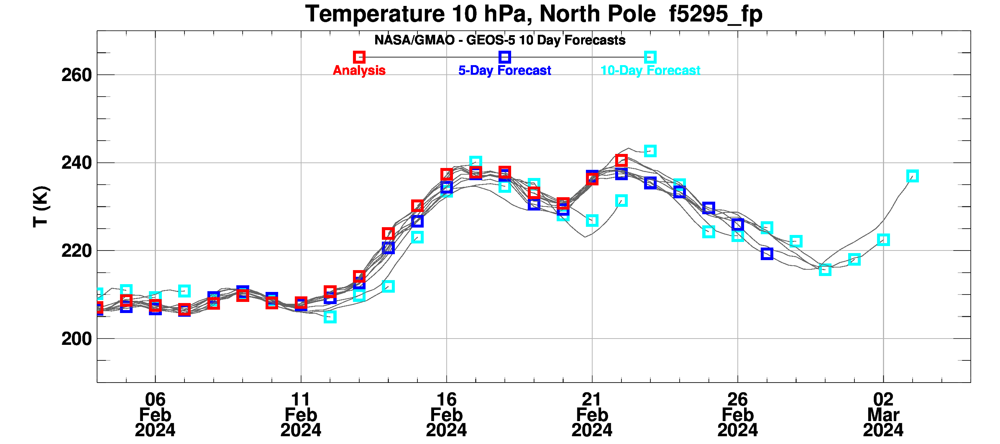 Temperature 10 hPa, North Pole f5295_fp
NASA/GMAO - GEOS-5 10 Day Forecasts
Analysis
5-Day Forecast
10-Day Forecast
T (K)
260
240
220
200
06
Feb
2024
11
Feb
2024
16
Feb
2024
21
Feb
2024
26
Feb
2024
02
Mar
2024